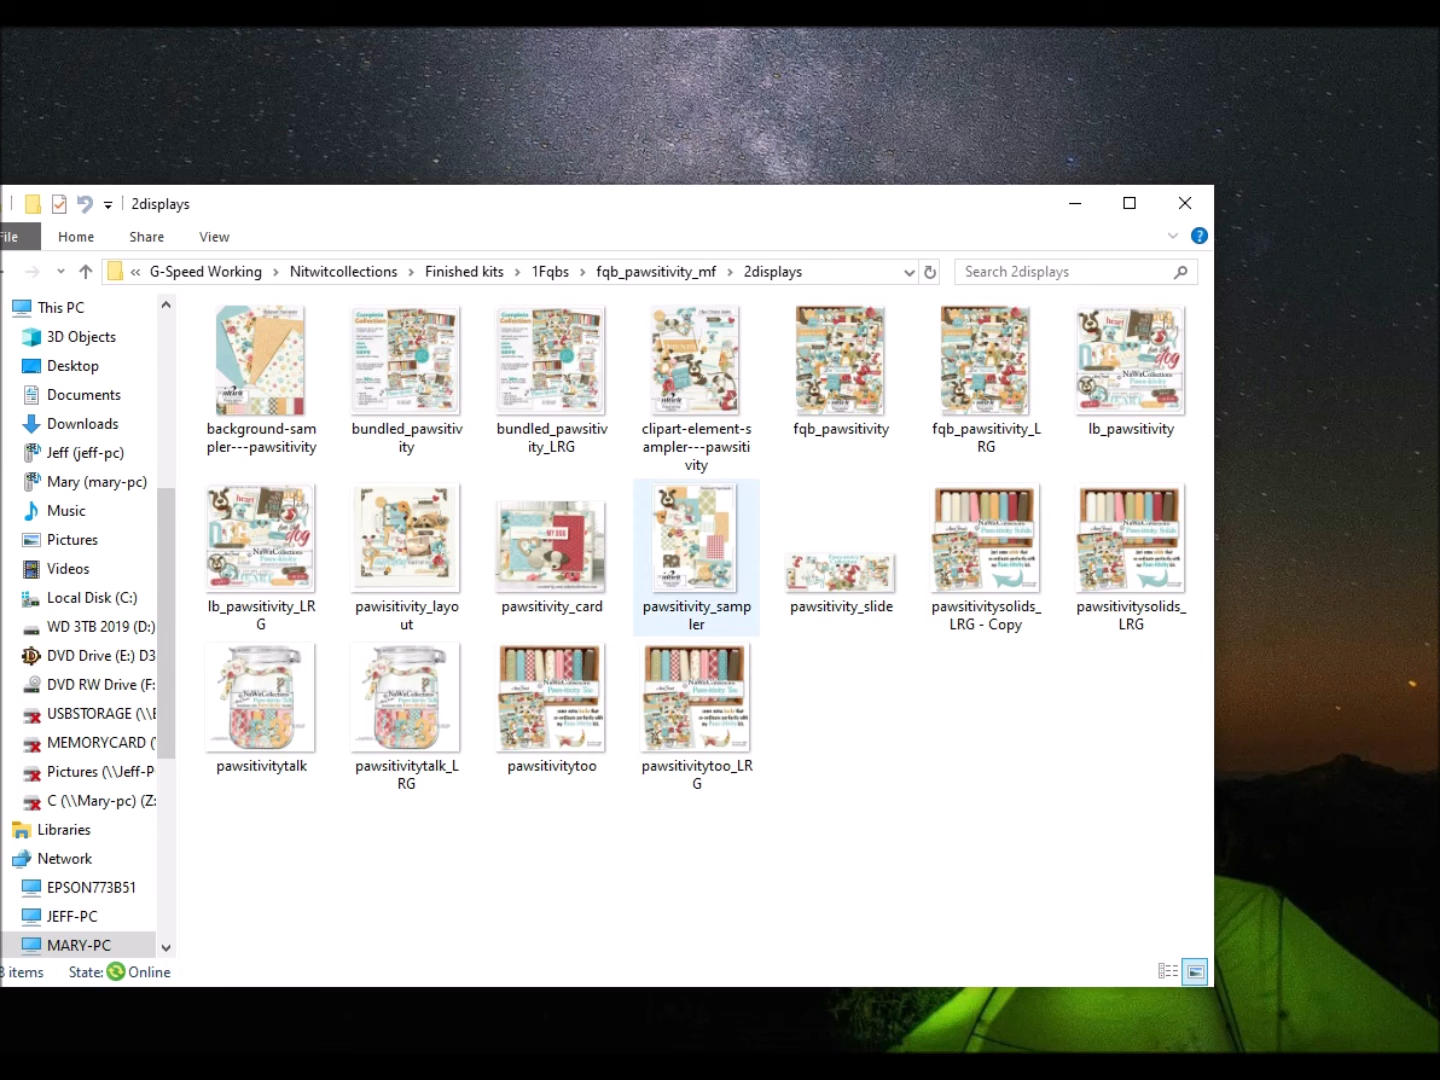 2displays
File
Home
Share
View
« G-Speed Working › Nitwitcollections › Finished kits › 1Fqbs › fqb_pawsitivity_mf › 2displays
Search 2displays
This PC
3D Objects
Desktop
Documents
Downloads
Jeff (jeff-pc)
Mary (mary-pc)
Music
Pictures
Videos
Local Disk (C:)
WD 3TB 2019 (D:)
DVD Drive (E:) D3
DVD RW Drive (F:
USBSTORAGE (\\
MEMORYCARD (
Pictures (\\Jeff-P
C (\\Mary-pc) (Z:
Libraries
Network
EPSON773B51
JEFF-PC
MARY-PC
background-sam
pler---pawsitivity
bundled_pawsitiv
ity
bundled_pawsitiv
ity_LRG
clipart-element-s
ampler---pawsiti
vity
fqb_pawsitivity
fqb_pawsitivity_L
RG
lb_pawsitivity
lb_pawsitivity_LR
G
pawisitivity_layo
ut
pawsitivity_card
pawsitivity_samp
ler
pawsitivity_slide
pawsitivitysolids_
LRG - Copy
pawsitivitysolids_
LRG
pawsitivitytalk
pawsitivitytalk_L
RG
pawsitivitytoo
pawsitivitytoo_LR
G
items
State: Online